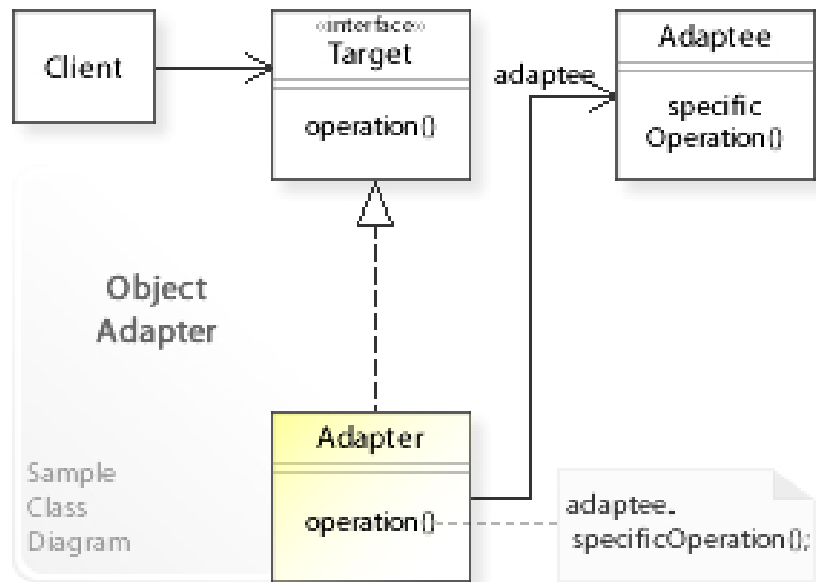 Client
«interface»
Target
operation()
adaptee
Adaptee
specific
Operation()
Object
Adapter
Adapter
operation()
adaptee.
specificOperation();
Sample
Class
Diagram